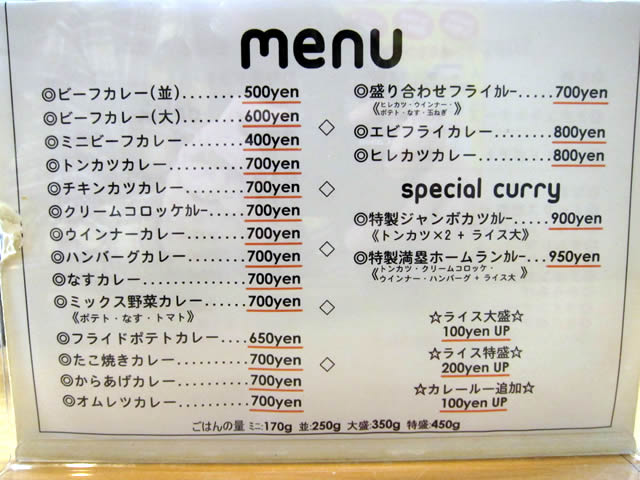 menu
◎ビーフカレー(並)........500yen
◎ビーフカレー(大)........600yen
◎ミニビーフカレー........400yen
◎トンカツカレー..........700yen
◎チキンカツカレー........700yen
◎クリームコロッケカレー...700yen
◎ウインナーカレー........700yen
◎ハンバーグカレー........700yen
◎なすカレー..............700yen
◎ミックス野菜カレー......700yen
《ポテト・なす・トマト》
◎フライドポテトカレー....650yen
◎たこ焼きカレー..........700yen
◎からあげカレー..........700yen
◎オムレツカレー..........700yen
◎盛り合わせフライカレー.....700yen
《ヒレカツ・ウインナー・
ポテト・なす・玉ねぎ》
◎エビフライカレー........800yen
◎ヒレカツカレー..........800yen
special curry
◎特製ジャンボカツカレー.....900yen
《トンカツ×2 + ライス大》
◎特製満塁ホームランカレー...950yen
《トンカツ・クリームコロッケ・
ウインナー・ハンバーグ + ライス大》
☆ライス大盛☆
100yen UP
☆ライス特盛☆
200yen UP
☆カレールー追加☆
100yen UP
ごはんの量 ミニ:170g 並:250g 大盛:350g 特盛:450g